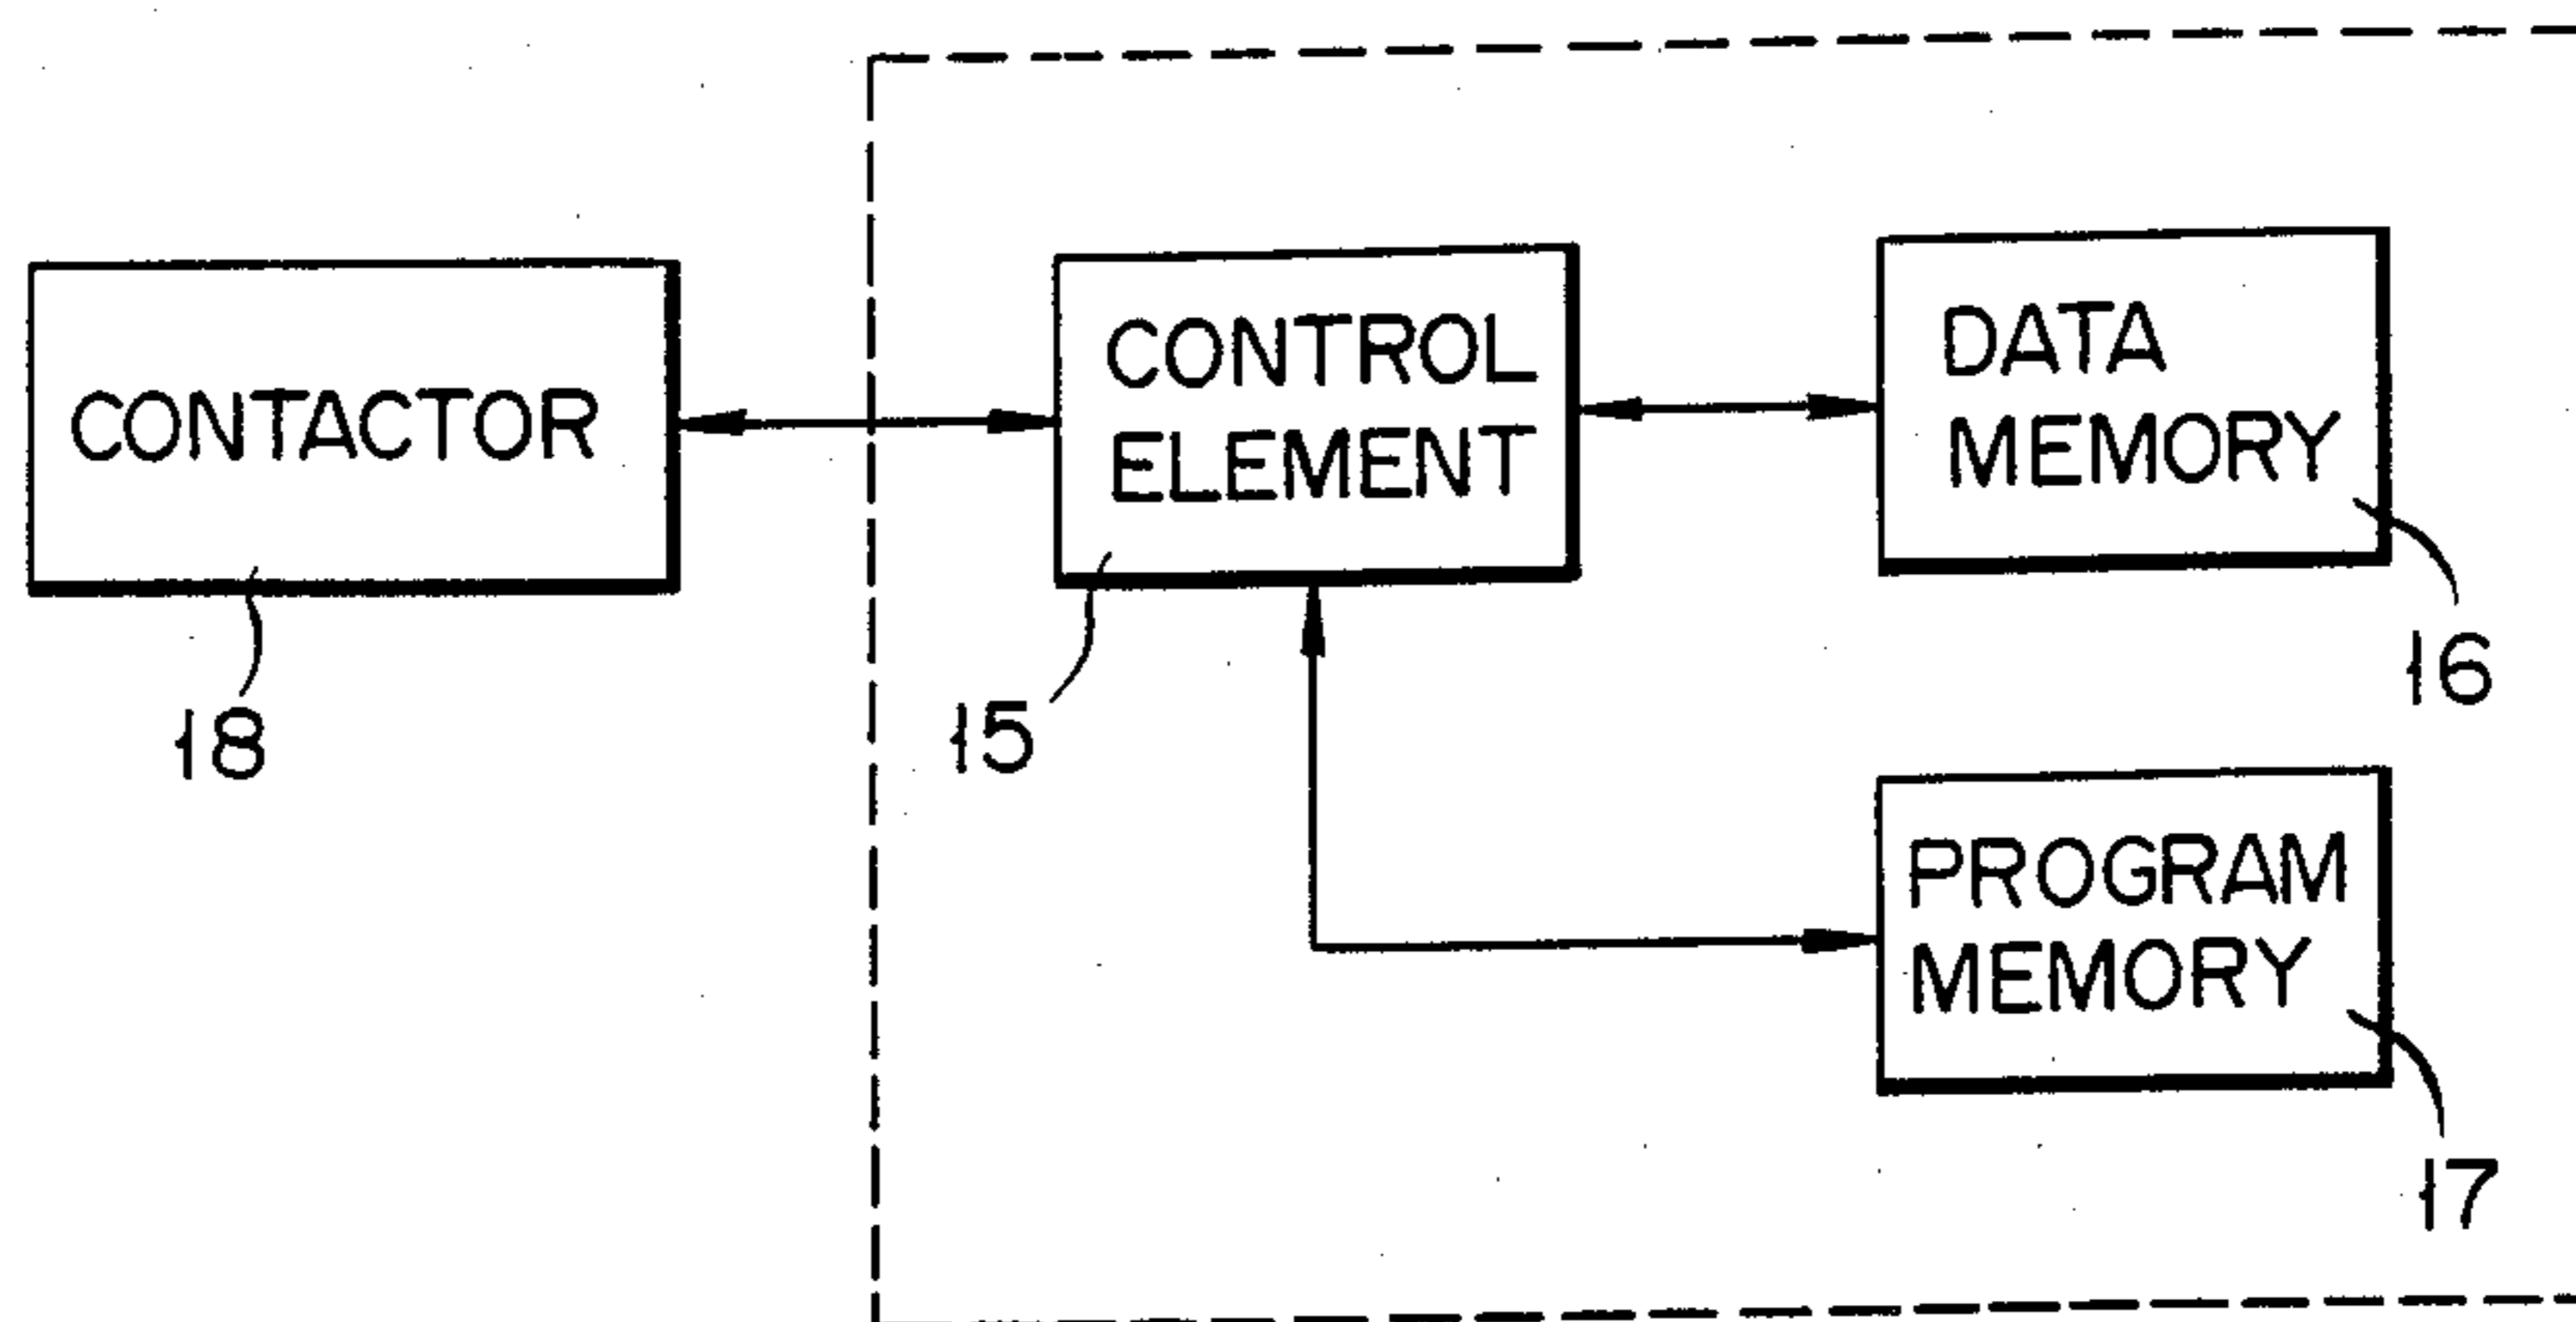 CONTACTOR
18
CONTROL
ELEMENT
15
DATA
MEMORY
16
PROGRAM
MEMORY
17